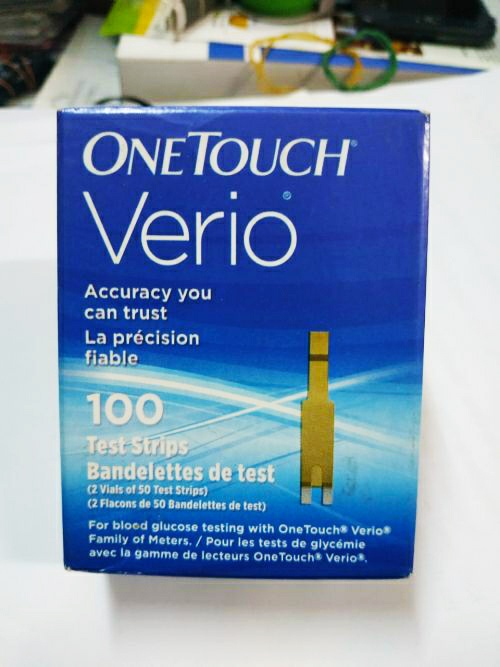 ONETOUCH®
Verio®
Accuracy you
can trust
La précision
fiable
100
Test Strips
Bandelettes de test
(2 Vials of 50 Test Strips)
(2 Flacons de 50 Bandelettes de test)
For blood glucose testing with OneTouch® Verio®
Family of Meters. / Pour les tests de glycémie
avec la gamme de lecteurs OneTouch® Verio®.